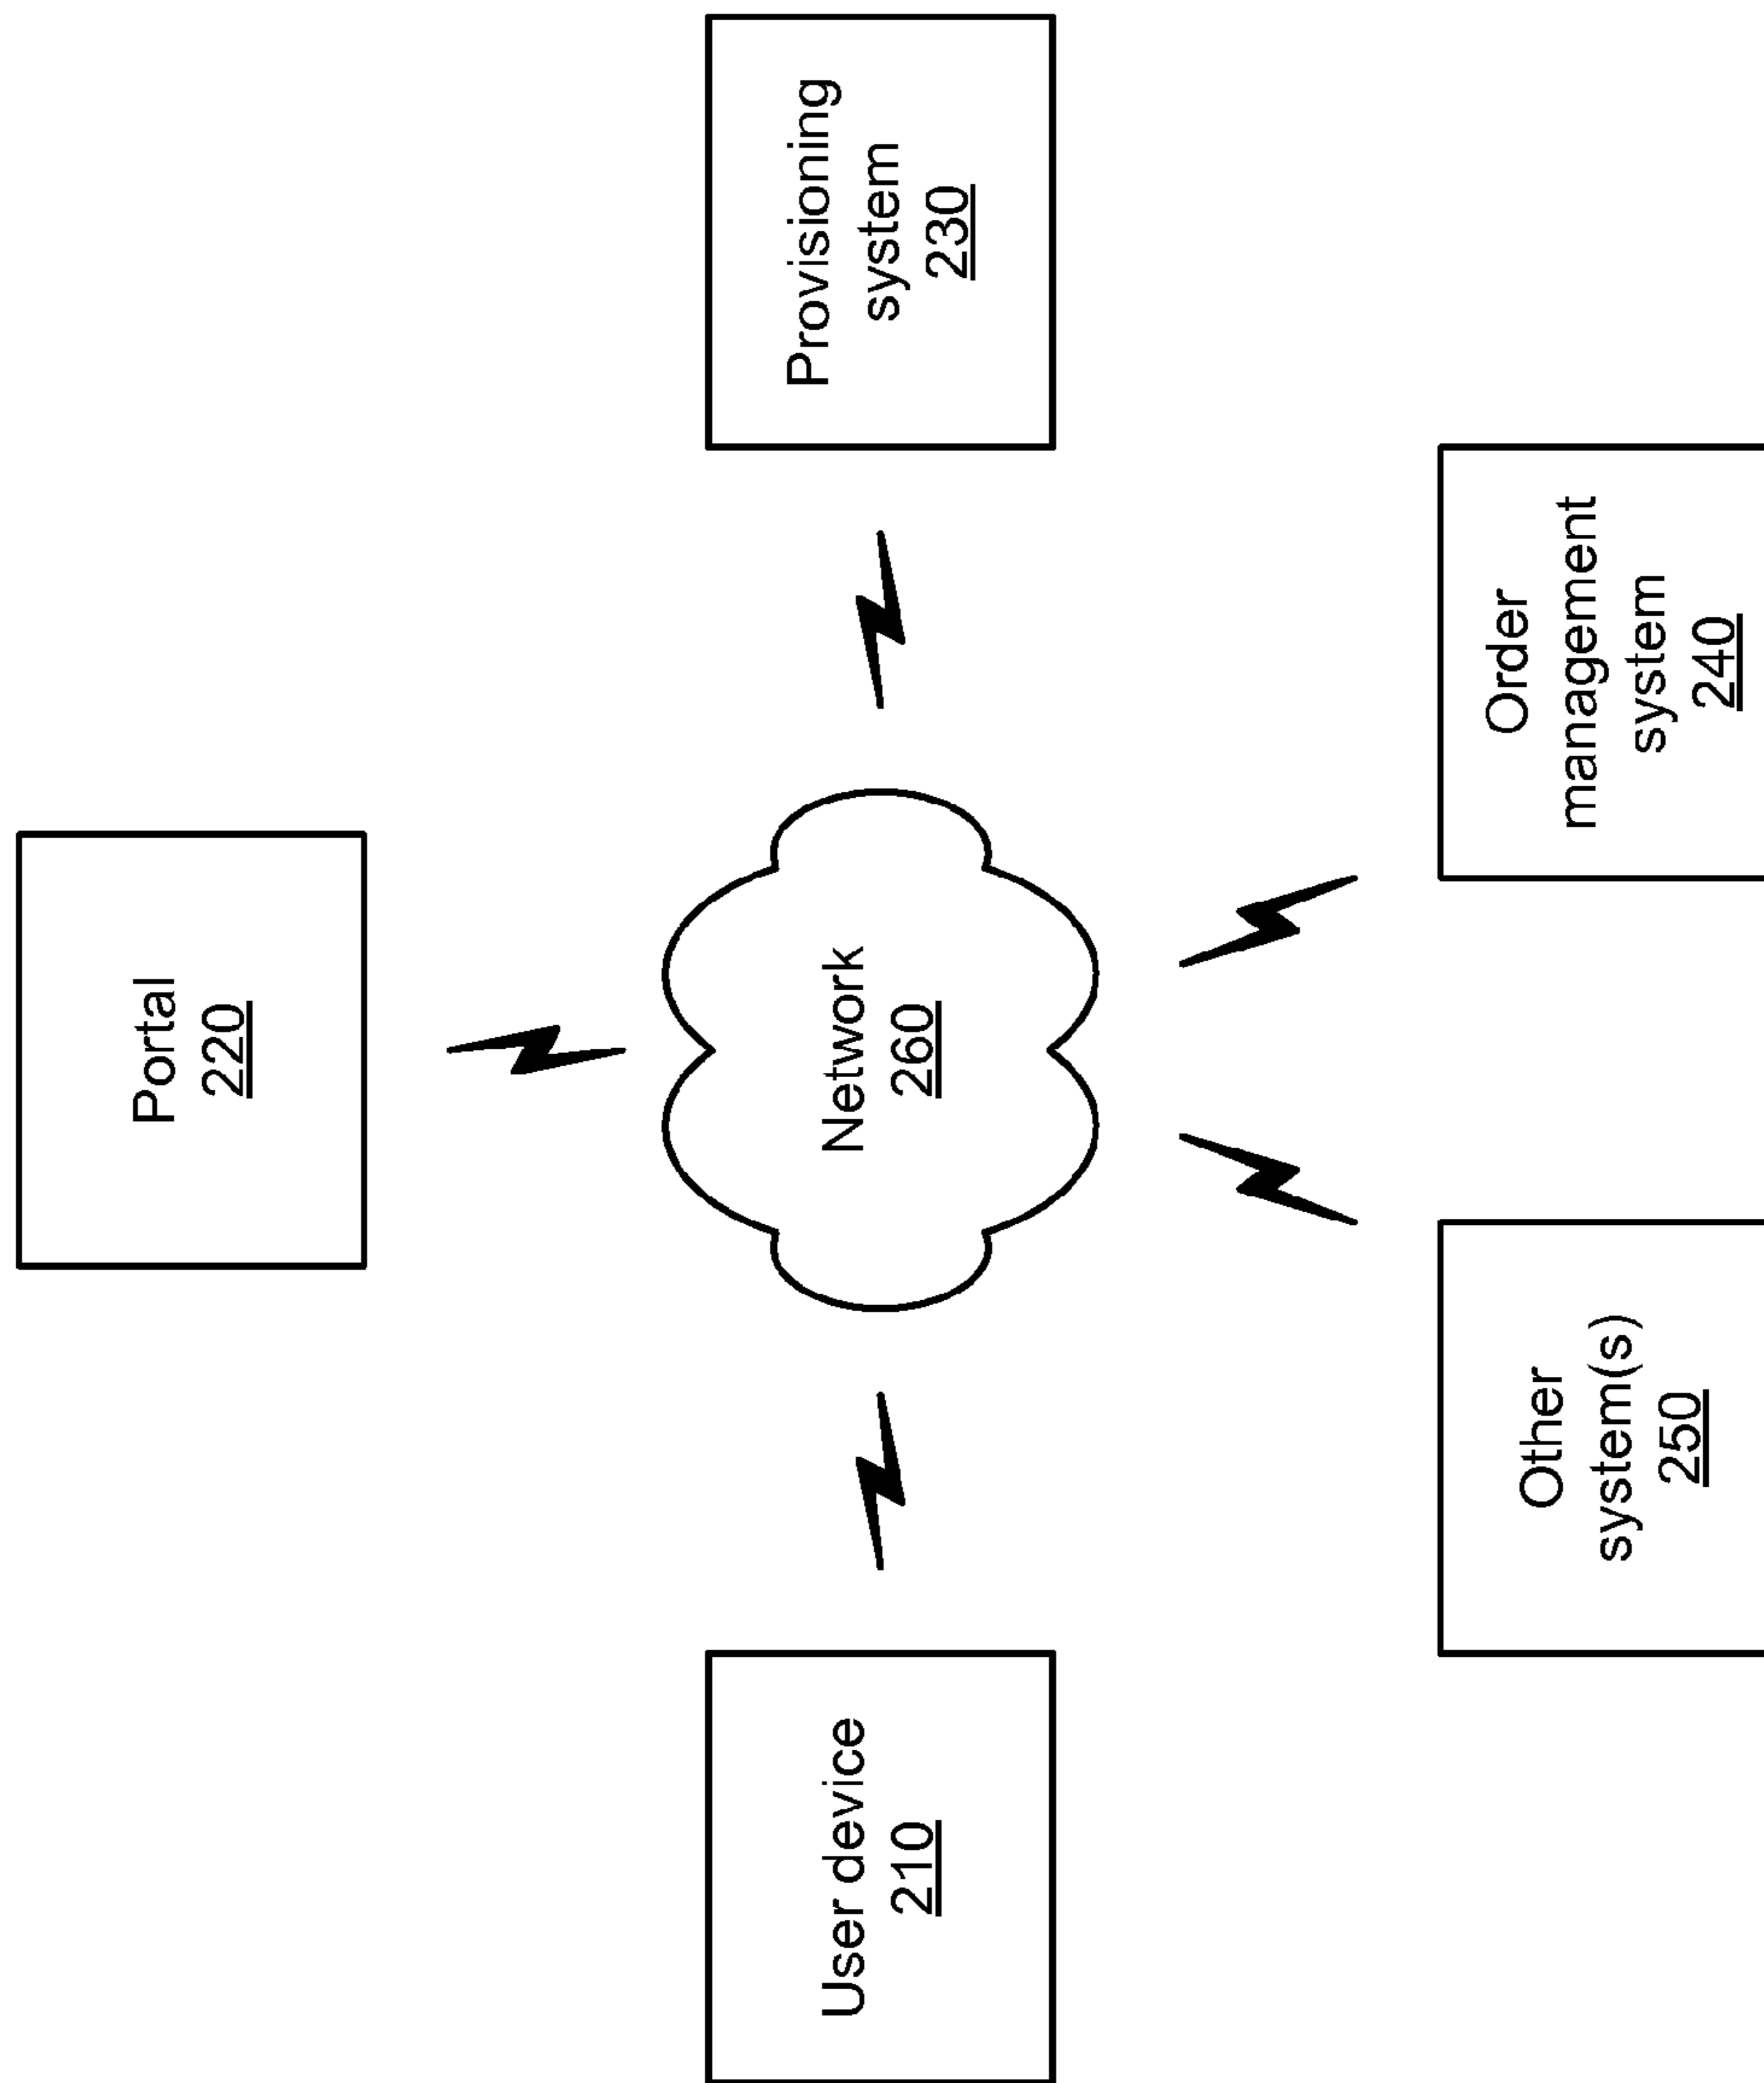 Portal
220
User device
210
Network
260
Provisioning
system
230
Other
system(s)
250
Order
management
system
240